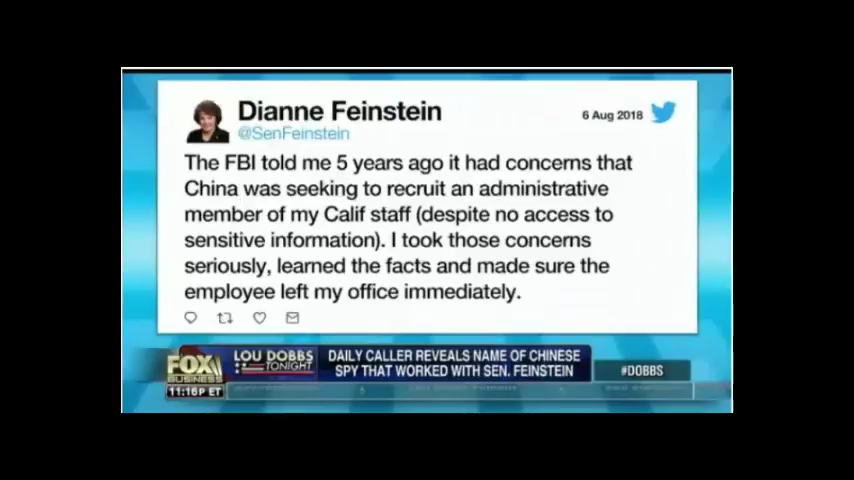 Dianne Feinstein
@SenFeinstein
6 Aug 2018
The FBI told me 5 years ago it had concerns that
China was seeking to recruit an administrative
member of my Calif staff (despite no access to
sensitive information). I took those concerns
seriously, learned the facts and made sure the
employee left my office immediately.
FOX
BUSINESS
11:16P ET
LOU DOBBS
TONIGHT
DAILY CALLER REVEALS NAME OF CHINESE
SPY THAT WORKED WITH SEN. FEINSTEIN
#DOBBS